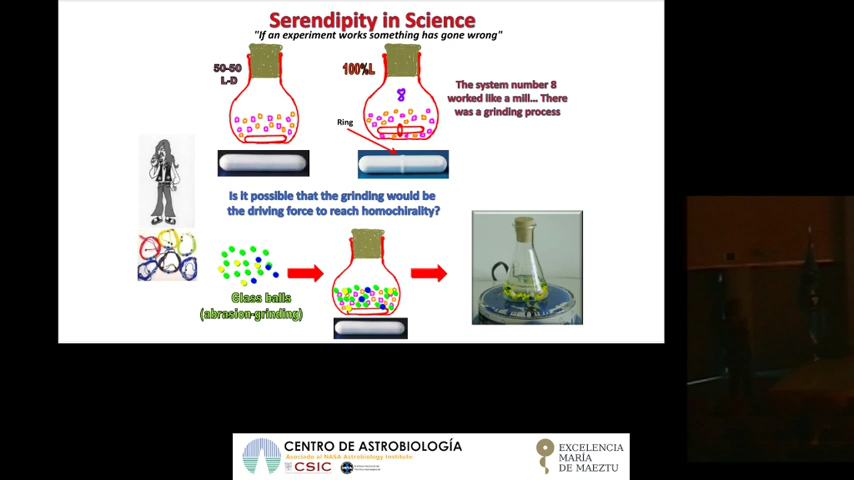 Serendipity in Science
"If an experiment works something has gone wrong"
50-50
L-D
100%L
8
The system number 8
worked like a mill... There
was a grinding process
Ring
Is it possible that the grinding would be
the driving force to reach homochirality?
Glass balls
(abrasion-grinding)
CENTRO DE ASTROBIOLOGÍA
Asociado al NASA Astrobiology Institute
CSIC
EXCELENCIA
MARÍA
DE MAEZTU